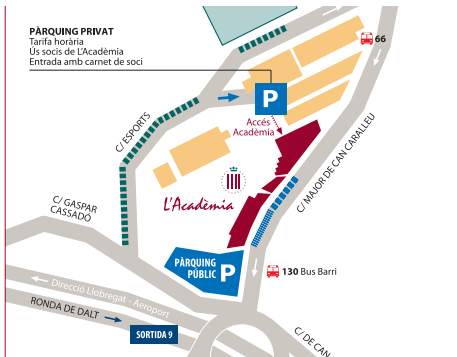 PÀRQUING PRIVAT
Tarifa horària
Ús socis de L'Acadèmia
Entrada amb carnet de soci
66
P
Accés
Acadèmia
C/ ESPORTS
C/ MAJOR DE CAN CARALLEU
C/ GASPAR
CASSADÓ
L'Acadèmia
PÀRQUING
PÚBLIC
P
130 Bus Barri
Direcció Llobregat - Aeroport
RONDA DE DALT
SORTIDA 9
C/ DE CAN